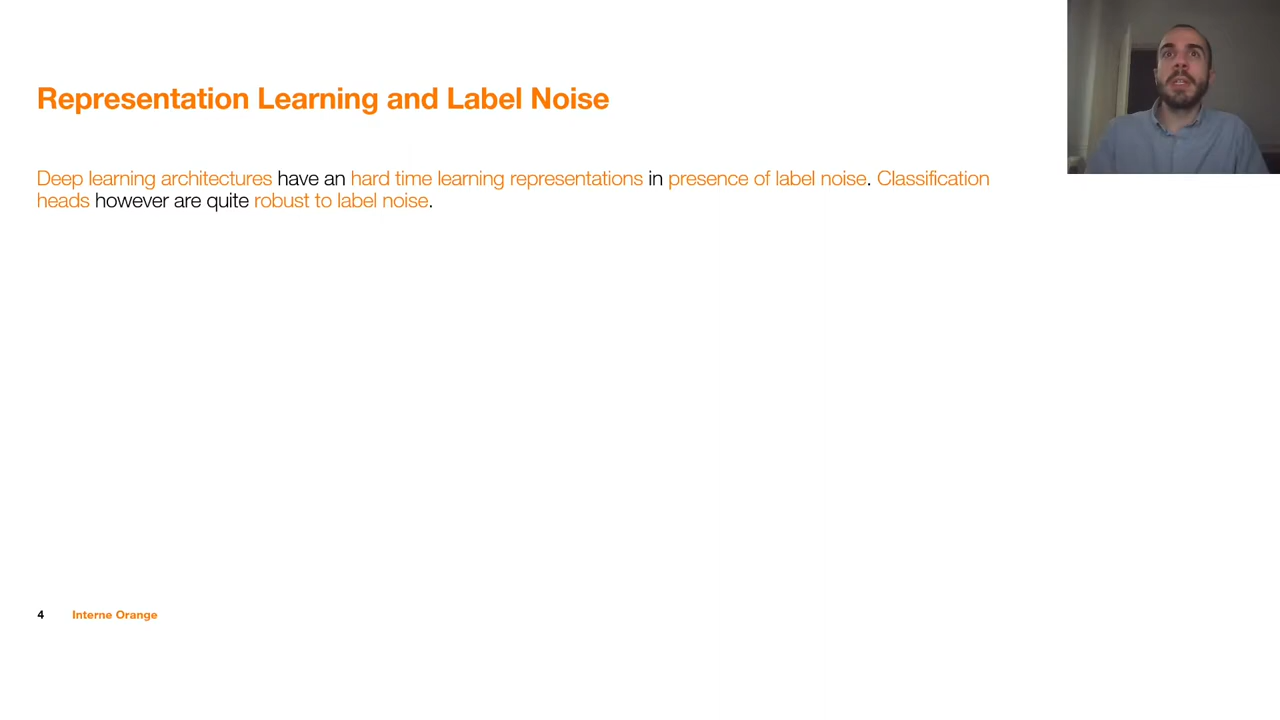 Representation Learning and Label Noise
Deep learning architectures have an hard time learning representations in presence of label noise. Classification
heads however are quite robust to label noise.
4 Interne Orange